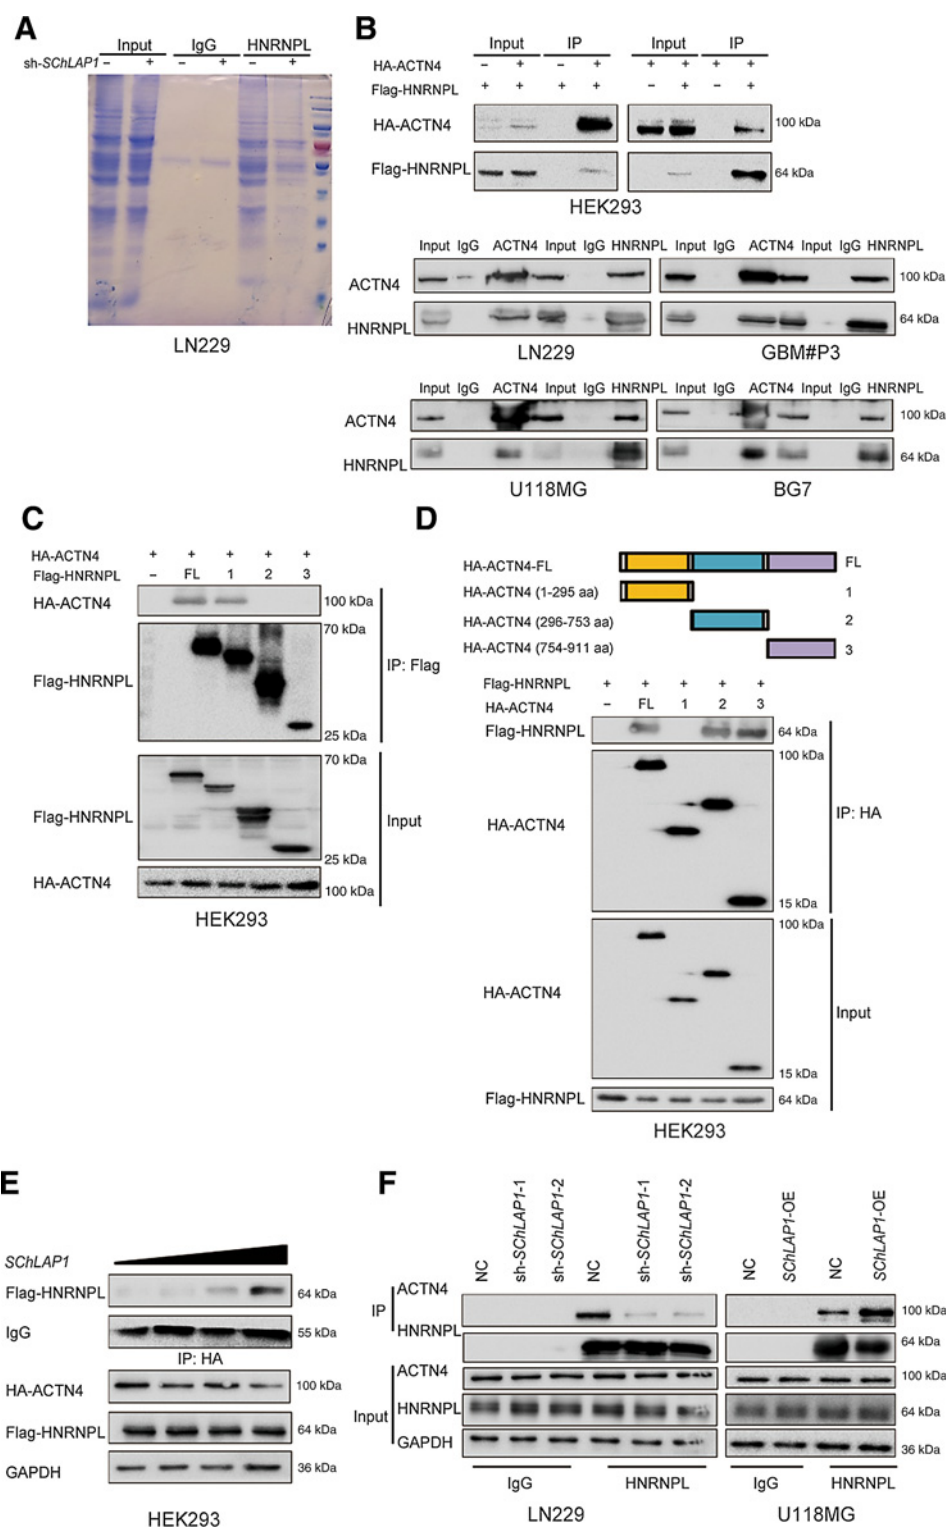 A
Input IgG HNRNPL
sh-SChLAP1 – + – + – +
LN229
B
Input IP Input IP
HA-ACTN4 – + – + + + + +
Flag-HNRNPL + + + + – + – +
HA-ACTN4 100 kDa
Flag-HNRNPL 64 kDa
HEK293
Input IgG ACTN4 Input IgG HNRNPL Input IgG ACTN4 Input IgG HNRNPL
ACTN4 100 kDa
HNRNPL 64 kDa
LN229 GBM#P3
Input IgG ACTN4 Input IgG HNRNPL Input IgG ACTN4 Input IgG HNRNPL
ACTN4 100 kDa
HNRNPL 64 kDa
U118MG BG7
C
HA-ACTN4 + + + + +
Flag-HNRNPL – FL 1 2 3
HA-ACTN4 100 kDa
70 kDa
Flag-HNRNPL IP: Flag
25 kDa
70 kDa
Flag-HNRNPL Input
25 kDa
HA-ACTN4 100 kDa
HEK293
D
HA-ACTN4-FL FL
HA-ACTN4 (1-295 aa) 1
HA-ACTN4 (296-753 aa) 2
HA-ACTN4 (754-911 aa) 3
Flag-HNRNPL + + + + +
HA-ACTN4 – FL 1 2 3
Flag-HNRNPL 64 kDa
100 kDa
HA-ACTN4 IP: HA
15 kDa
100 kDa
HA-ACTN4 Input
15 kDa
Flag-HNRNPL 64 kDa
HEK293
E
SChLAP1
Flag-HNRNPL 64 kDa
IgG 55 kDa
IP: HA
HA-ACTN4 100 kDa
Flag-HNRNPL 64 kDa
GAPDH 36 kDa
HEK293
F
NC sh-SChLAP1-1 sh-SChLAP1-2 NC sh-SChLAP1-1 sh-SChLAP1-2 NC SChLAP1-OE NC SChLAP1-OE
IP ACTN4 100 kDa
HNRNPL 64 kDa
Input ACTN4 100 kDa
HNRNPL 64 kDa
GAPDH 36 kDa
IgG HNRNPL IgG HNRNPL
LN229 U118MG